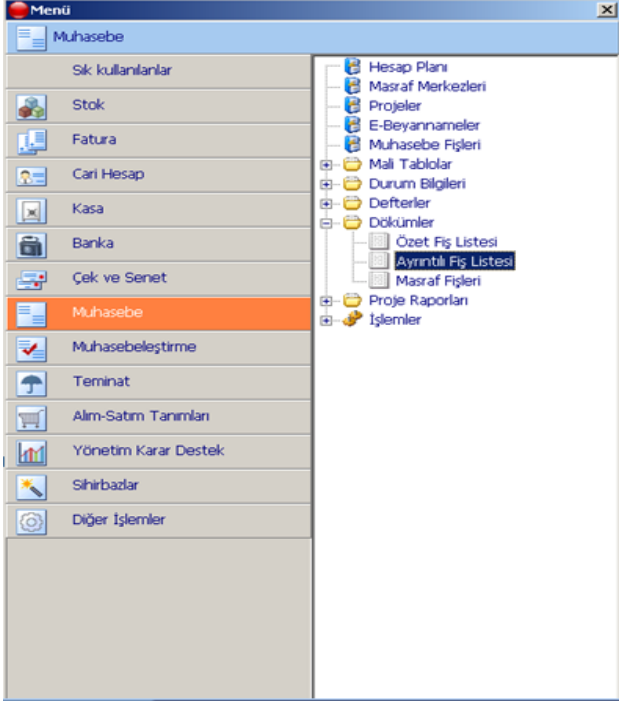 Menü
Muhasebe
Sık kullanılanlar
Stok
Fatura
Cari Hesap
Kasa
Banka
Çek ve Senet
Muhasebe
Muhasebeleştirme
Teminat
Alım-Satım Tanımları
Yönetim Karar Destek
Sihirbazlar
Diğer İşlemler
Hesap Planı
Masraf Merkezleri
Projeler
E-Beyannameler
Muhasebe Fişleri
Mali Tablolar
Durum Bilgileri
Defterler
Dökümler
Özet Fiş Listesi
Ayrıntılı Fiş Listesi
Masraf Fişleri
Proje Raporları
İşlemler